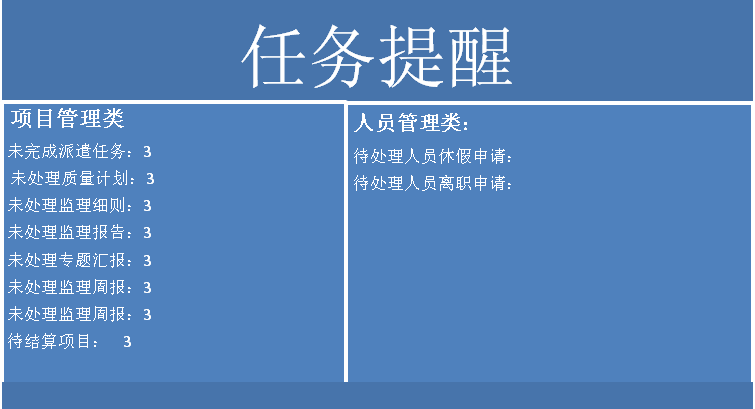 任务提醒
项目管理类
未完成派遣任务：3
未处理质量计划：3
未处理监理细则：3
未处理监理报告：3
未处理专题汇报：3
未处理监理周报：3
未处理监理周报：3
待结算项目： 3
人员管理类：
待处理人员休假申请：
待处理人员离职申请：